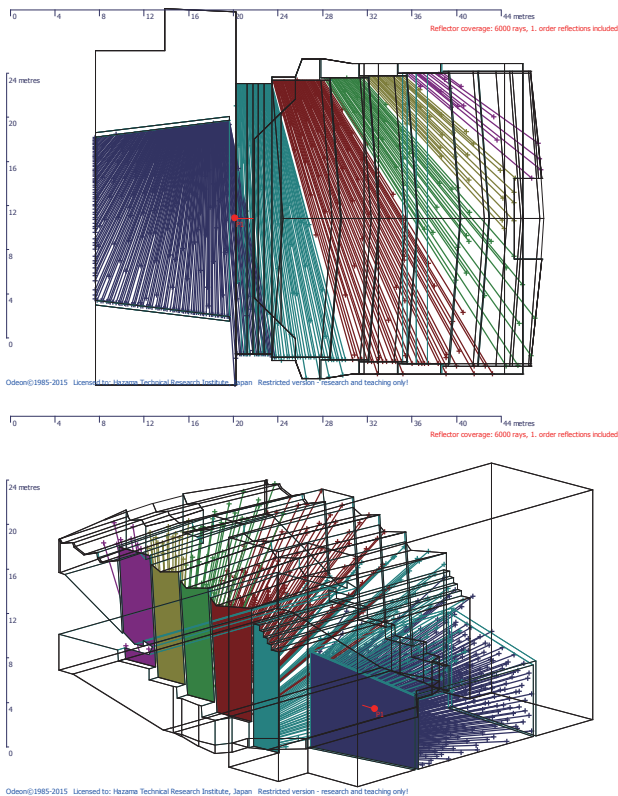 0 4 8 12 16 20 24 28 32 36 40 44 metres
Reflector coverage: 6000 rays, 1. order reflections included
24 metres
20
16
12
P1
8
4
0
Odeon©1985-2015 Licensed to: Hazama Technical Research Institute, Japan Restricted version - research and teaching only!
0 4 8 12 16 20 24 28 32 36 40 44 metres
Reflector coverage: 6000 rays, 1. order reflections included
24 metres
20
16
12
8
4
P1
0
Odeon©1985-2015 Licensed to: Hazama Technical Research Institute, Japan Restricted version - research and teaching only!